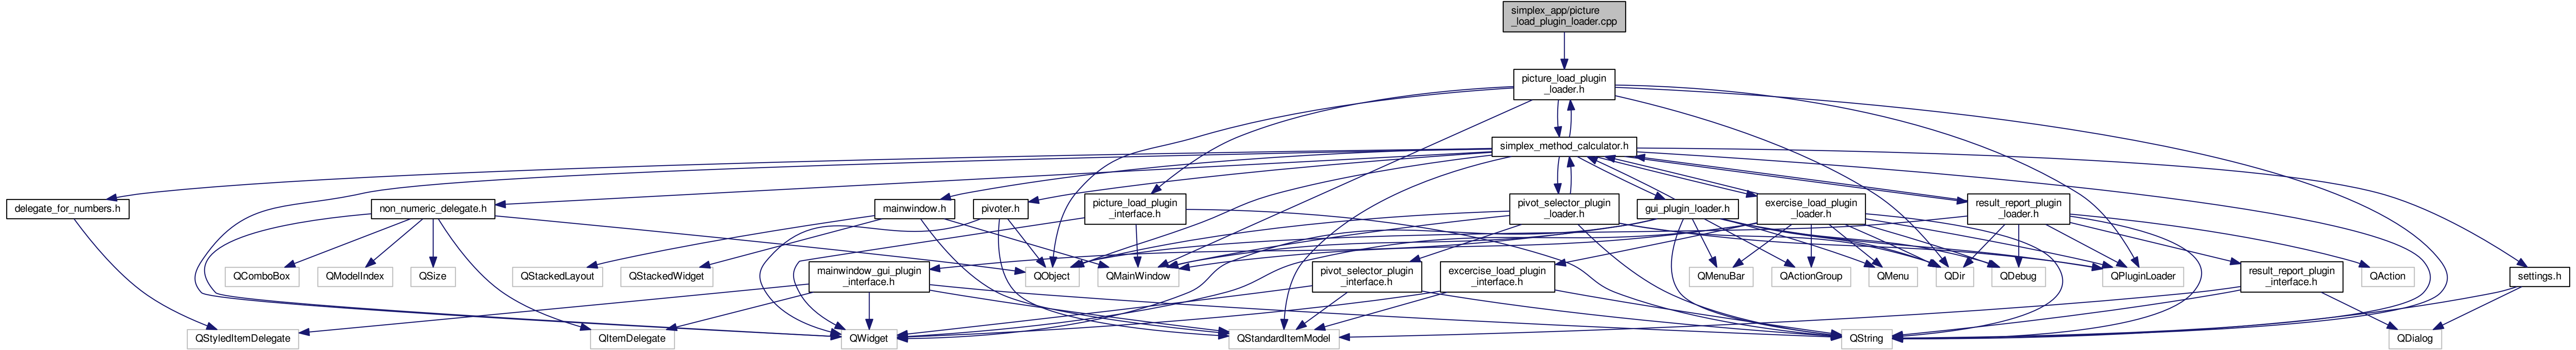 simplex_app/picture
_load_plugin_loader.cpp
picture_load_plugin
_loader.h
simplex_method_calculator.h
delegate_for_numbers.h
non_numeric_delegate.h
mainwindow.h
pivoter.h
picture_load_plugin
_interface.h
pivot_selector_plugin
_loader.h
gui_plugin_loader.h
exercise_load_plugin
_loader.h
result_report_plugin
_loader.h
QComboBox
QModelIndex
QSize
QStackedLayout
QStackedWidget
mainwindow_gui_plugin
_interface.h
QObject
QMainWindow
pivot_selector_plugin
_interface.h
excercise_load_plugin
_interface.h
QMenuBar
QActionGroup
QMenu
QDir
QDebug
QPluginLoader
result_report_plugin
_interface.h
QAction
settings.h
QStyledItemDelegate
QItemDelegate
QWidget
QStandardItemModel
QString
QDialog